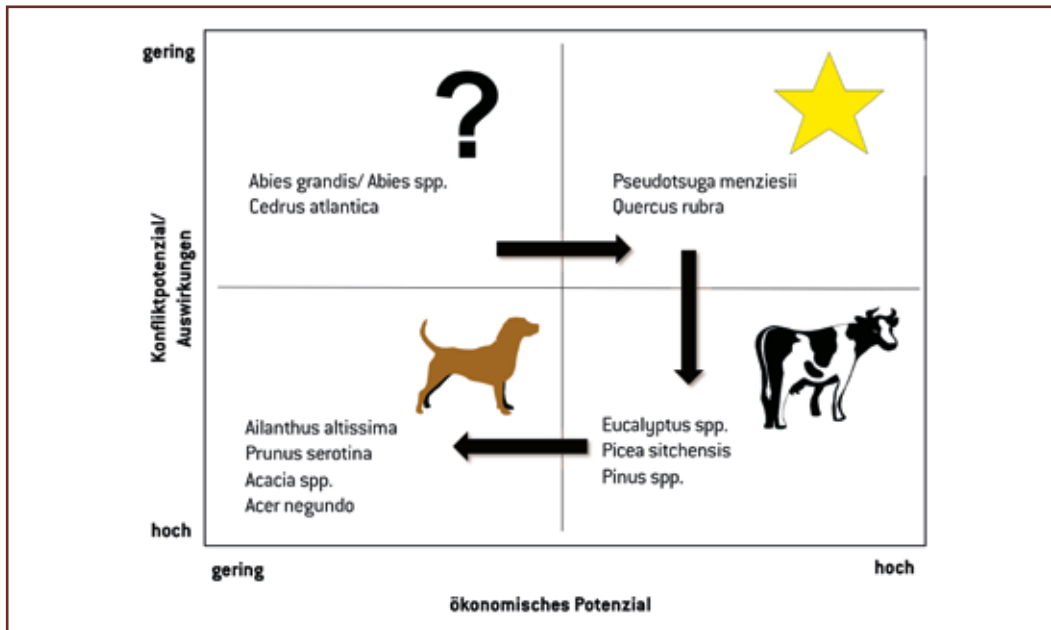 gering
?
Abies grandis/ Abies spp.
Cedrus atlantica
Pseudotsuga menziesii
Quercus rubra
Konfliktpotenzial/
Auswirkungen
Ailanthus altissima
Prunus serotina
Acacia spp.
Acer negundo
Eucalyptus spp.
Picea sitchensis
Pinus spp.
hoch
gering
hoch
ökonomisches Potenzial